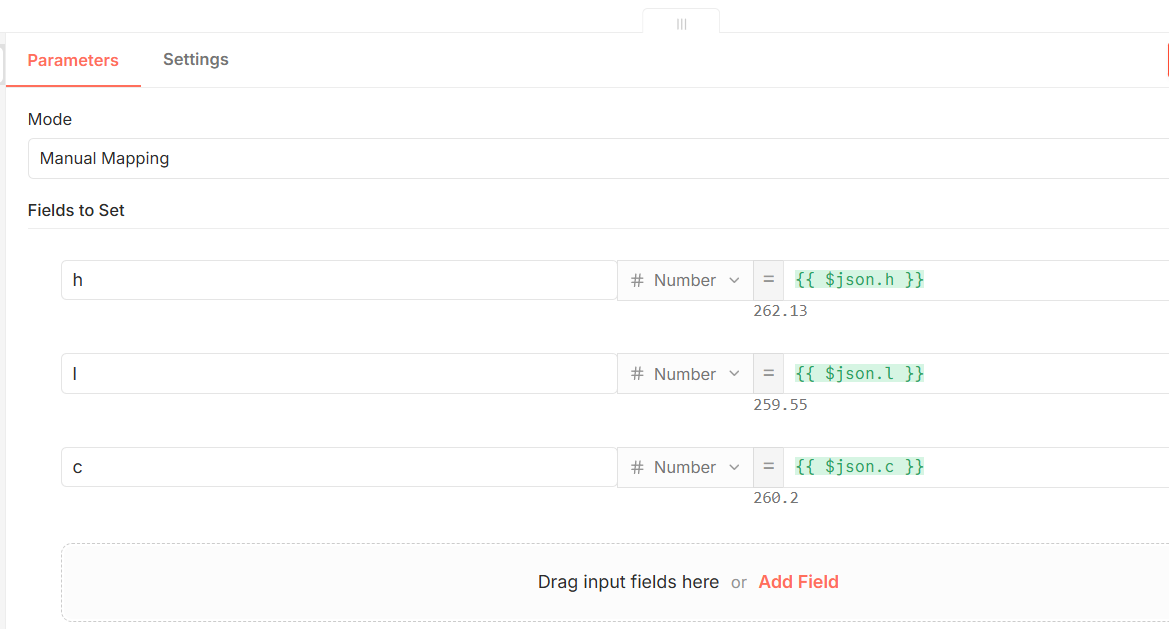 Parameters Settings
Mode
Manual Mapping
Fields to Set
h # Number = {{ $json.h }}
262.13
l # Number = {{ $json.l }}
259.55
c # Number = {{ $json.c }}
260.2
Drag input fields here or Add Field